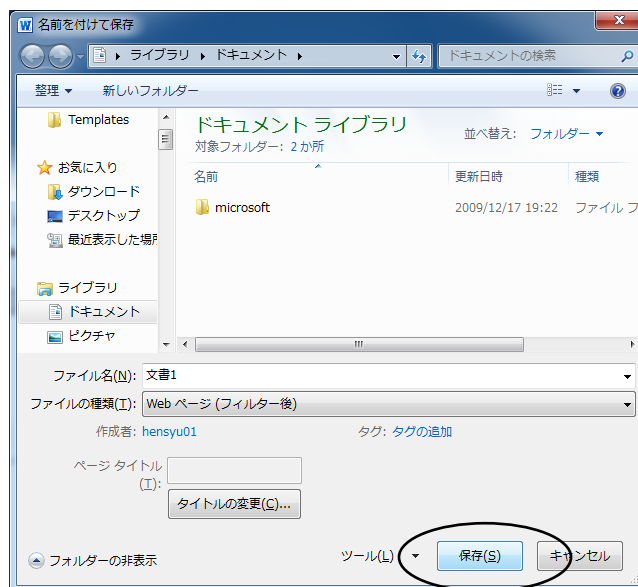 名前を付けて保存
ライブラリ ドキュメント ドキュメントの検索
整理 新しいフォルダー
Templates
お気に入り
ダウンロード
デスクトップ
最近表示した場所
ライブラリ
ドキュメント
ピクチャ
ドキュメント ライブラリ
対象フォルダー: 2 か所
並べ替え: フォルダー
名前 更新日時 種類
microsoft 2009/12/17 19:22 ファイル フ
ファイル名(N): 文書1
ファイルの種類(T): Web ページ (フィルター後)
作成者: hensyu01 タグ: タグの追加
ページ タイトル
(T):
タイトルの変更(C)...
フォルダーの非表示 ツール(L) 保存(S) キャンセル